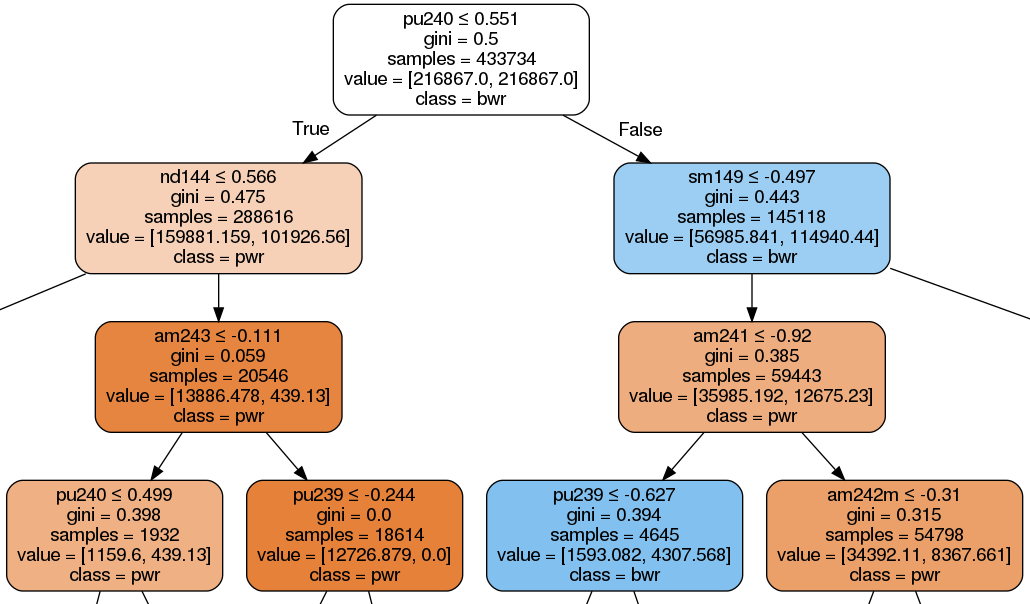 pu240 ≤ 0.551
gini = 0.5
samples = 433734
value = [216867.0, 216867.0]
class = bwr
True
False
nd144 ≤ 0.566
gini = 0.475
samples = 288616
value = [159881.159, 101926.56]
class = pwr
sm149 ≤ -0.497
gini = 0.443
samples = 145118
value = [56985.841, 114940.44]
class = bwr
am243 ≤ -0.111
gini = 0.059
samples = 20546
value = [13886.478, 439.13]
class = pwr
am241 ≤ -0.92
gini = 0.385
samples = 59443
value = [35985.192, 12675.23]
class = pwr
pu240 ≤ 0.499
gini = 0.398
samples = 1932
value = [1159.6, 439.13]
class = pwr
pu239 ≤ -0.244
gini = 0.0
samples = 18614
value = [12726.879, 0.0]
class = pwr
pu239 ≤ -0.627
gini = 0.394
samples = 4645
value = [1593.082, 4307.568]
class = bwr
am242m ≤ -0.31
gini = 0.315
samples = 54798
value = [34392.11, 8367.661]
class = pwr